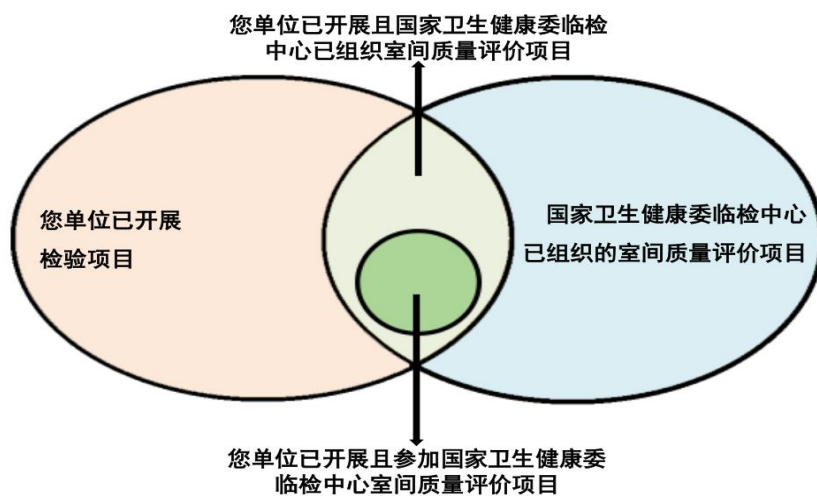 您单位已开展且国家卫生健康委临检
中心已组织室间质量评价项目
您单位已开展
检验项目
国家卫生健康委临检中心
已组织的室间质量评价项目
您单位已开展且参加国家卫生健康委
临检中心室间质量评价项目